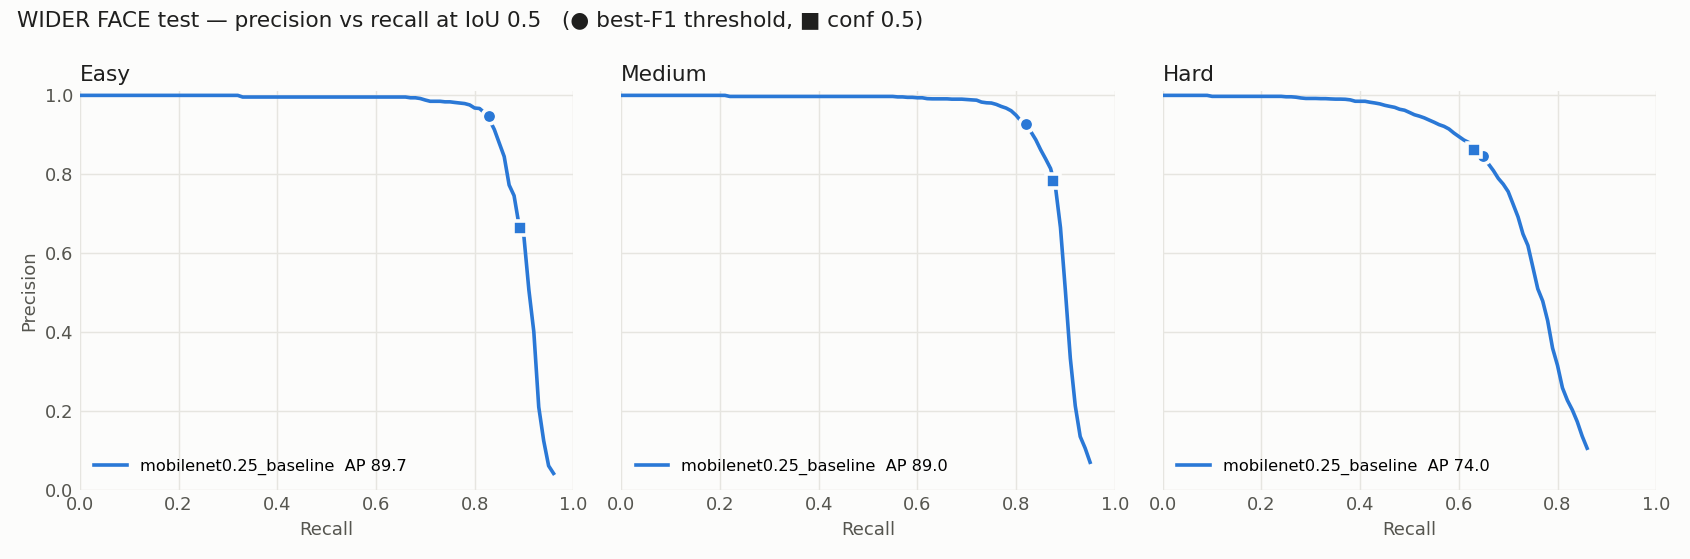 WIDER FACE test — precision vs recall at IoU 0.5 (● best-F1 threshold, ■ conf 0.5)
Easy
Medium
Hard
Precision
1.0
0.8
0.6
0.4
0.2
0.0
mobilenet0.25_baseline AP 89.7
mobilenet0.25_baseline AP 89.0
mobilenet0.25_baseline AP 74.0
0.0 0.2 0.4 0.6 0.8 1.0
0.0 0.2 0.4 0.6 0.8 1.0
0.0 0.2 0.4 0.6 0.8 1.0
Recall
Recall
Recall